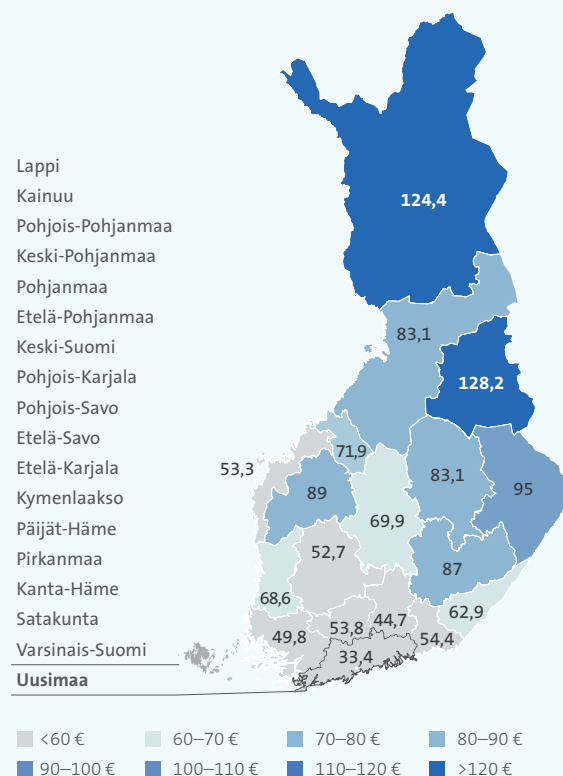 124,4
Lappi
Kainuu
Pohjois-Pohjanmaa
Keski-Pohjanmaa
Pohjanmaa
Etelä-Pohjanmaa
Keski-Suomi
Pohjois-Karjala
Pohjois-Savo
Etelä-Savo
Etelä-Karjala
Kymenlaakso
Päijät-Häme
Pirkanmaa
Kanta-Häme
Satakunta
Varsinais-Suomi
Uusimaa
83,1
128,2
71,9
53,3
83,1
89
95
69,9
52,7
87
68,6
62,9
44,7
53,8
49,8
54,4
33,4
<60 €
60–70 €
70–80 €
80–90 €
90–100 €
100–110 €
110–120 €
>120 €